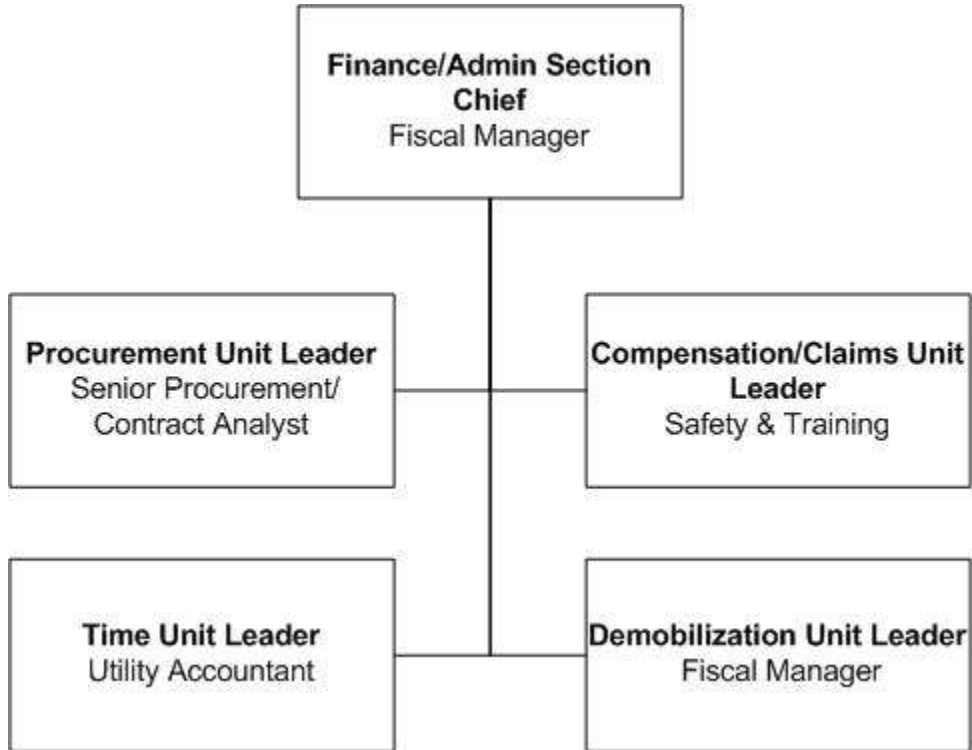 Finance/Admin Section
Chief
Fiscal Manager
Procurement Unit Leader
Senior Procurement/
Contract Analyst
Compensation/Claims Unit
Leader
Safety & Training
Time Unit Leader
Utility Accountant
Demobilization Unit Leader
Fiscal Manager